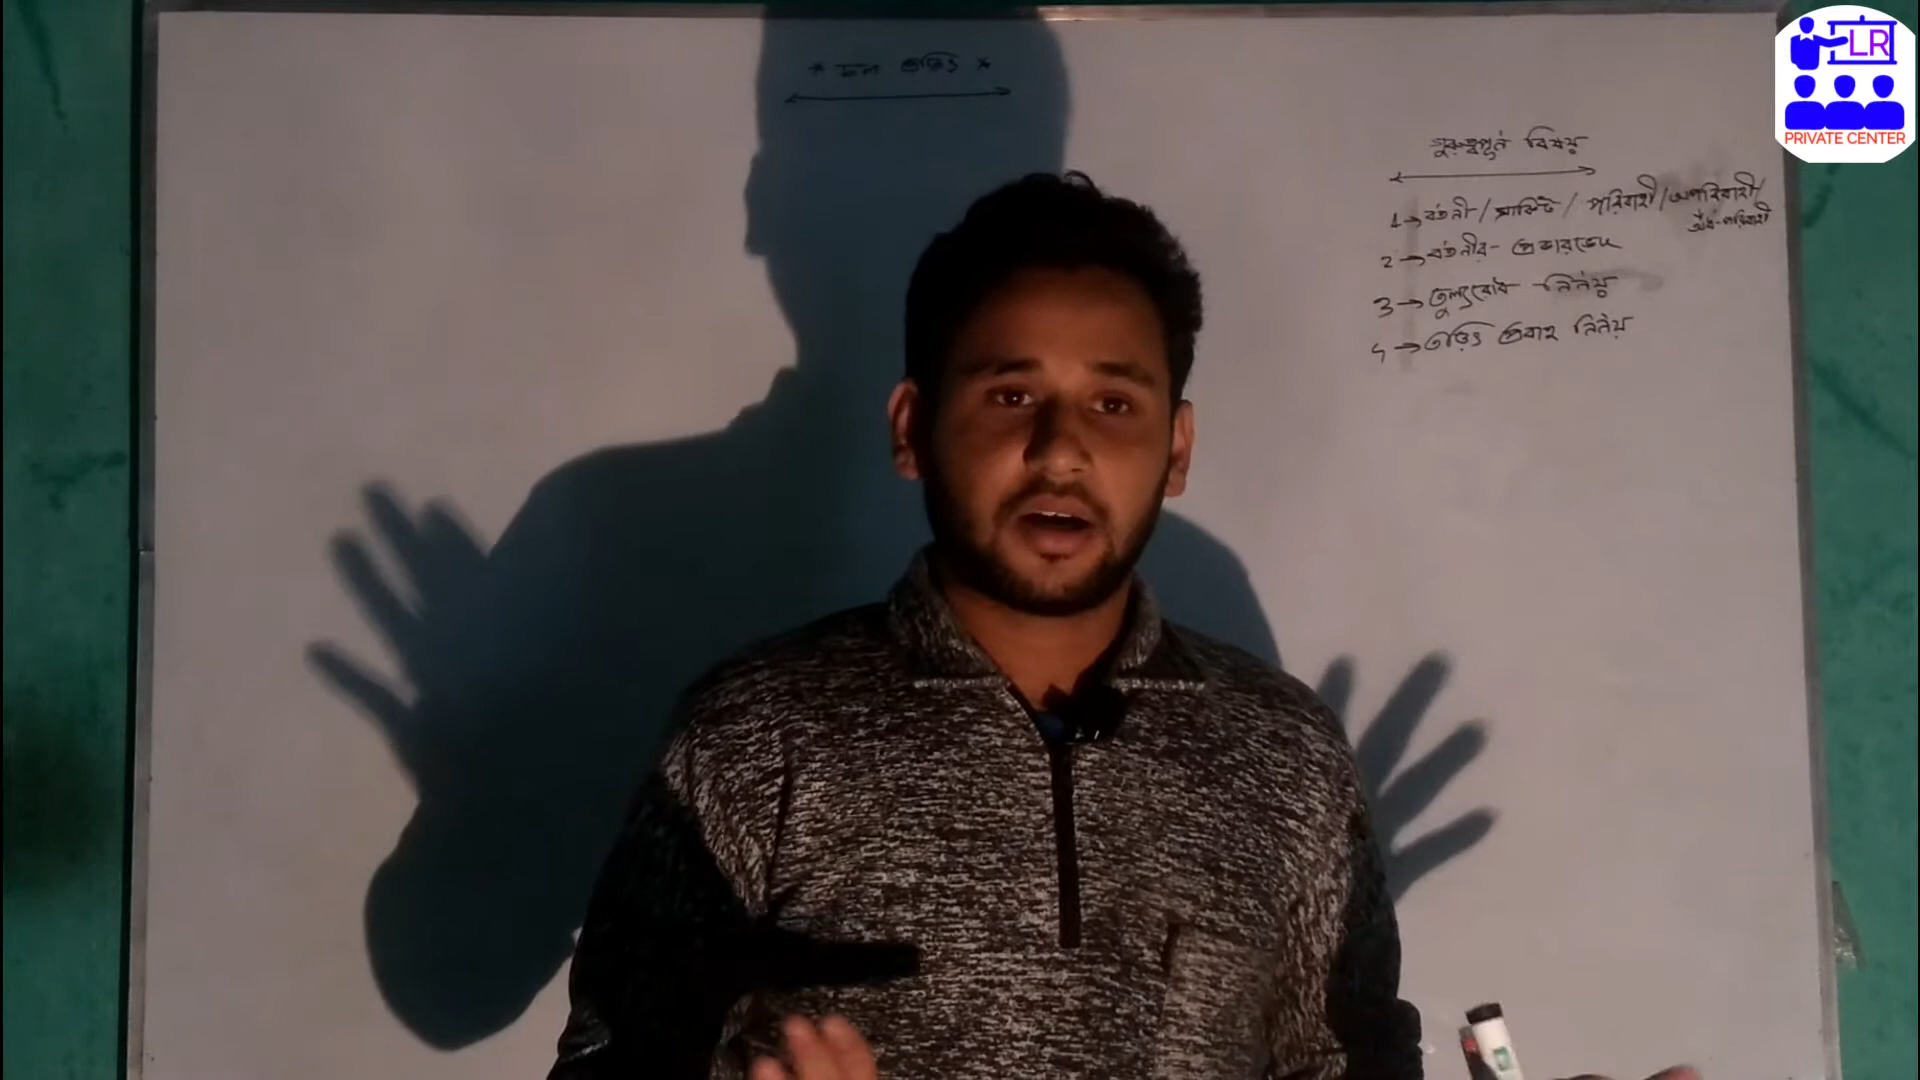 * চল তড়িৎ *
LR
PRIVATE CENTER
গুরুত্বপূর্ণ বিষয়
1→ বর্তনী / সার্কিট / পরিবাহী / অপরিবাহী /
অর্ধ-পরিবাহী
2→ বর্তনীর- প্রকারভেদ
3→ তুল্যরোধ নির্ণয়
4→ তড়িৎ প্রবাহ নির্ণয়